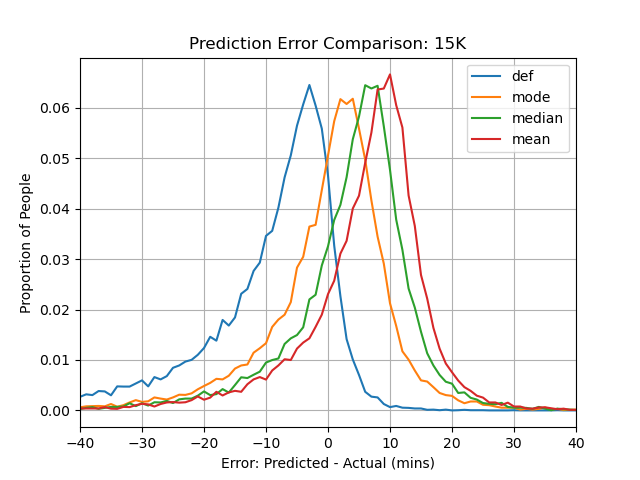 Prediction Error Comparison: 15K
def
mode
median
mean
Proportion of People
0.06
0.05
0.04
0.03
0.02
0.01
0.00
−40 −30 −20 −10 0 10 20 30 40
Error: Predicted - Actual (mins)